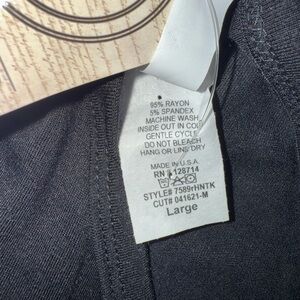 95% RAYON
5% SPANDEX
MACHINE WASH
INSIDE OUT IN
GENTLE CYCLE
DO NOT BLEACH
HANG OR LINE DRY
MADE IN U.S.A
RN # 128714
STYLE# 7589rHNTK
CUT# 041621-M
Large